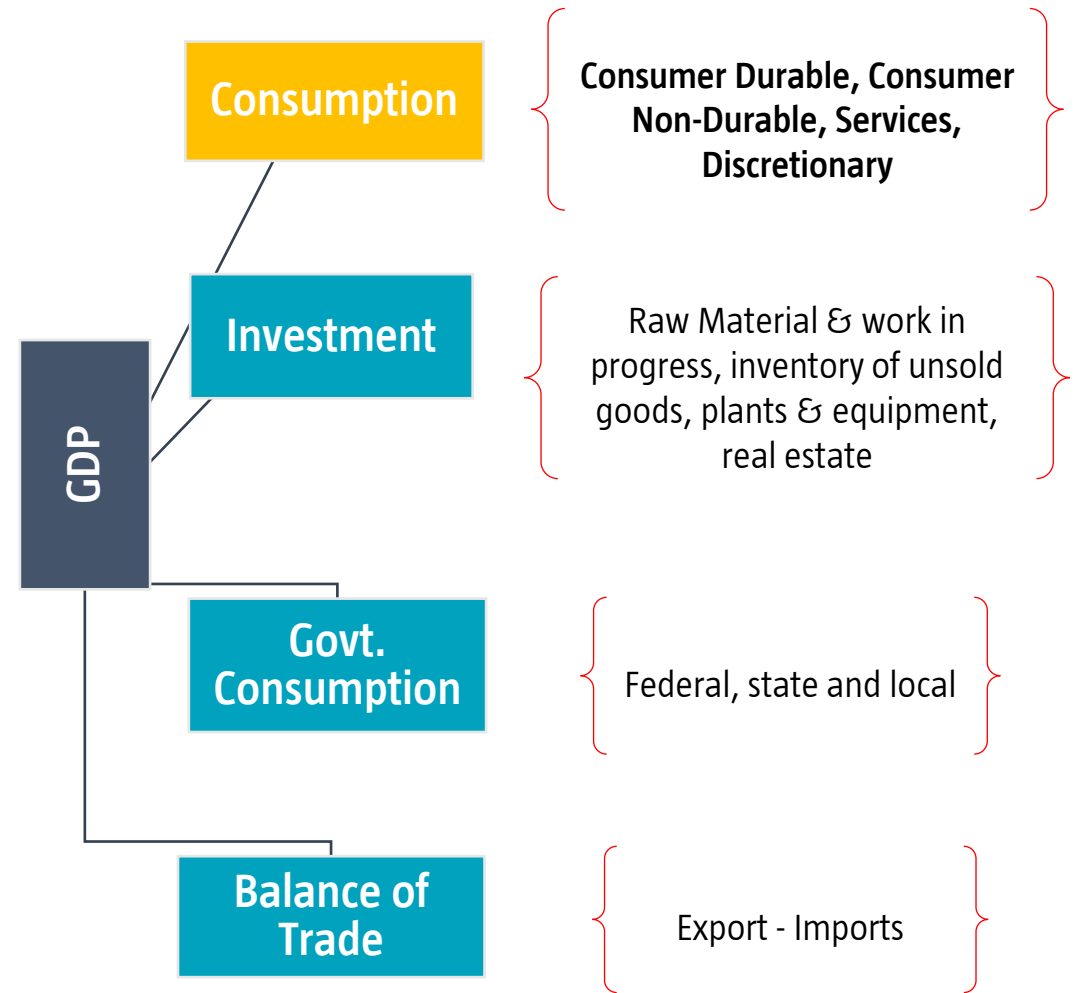 Consumption
Consumer Durable, Consumer
Non-Durable, Services,
Discretionary
Investment
Raw Material & work in
progress, inventory of unsold
goods, plants & equipment,
real estate
GDP
Govt.
Consumption
Federal, state and local
Balance of
Trade
Export - Imports